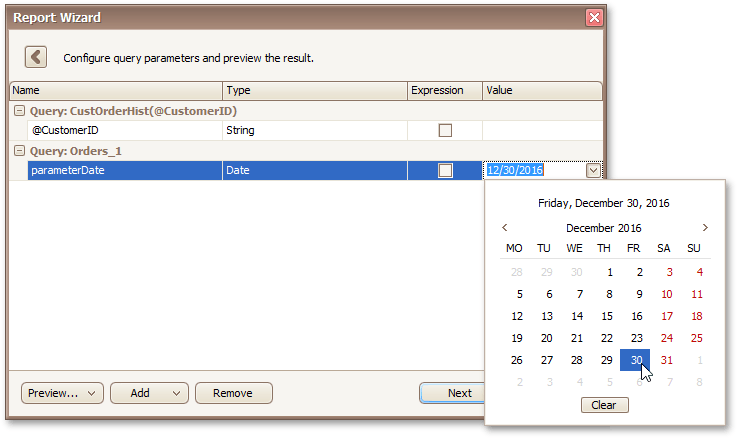 Report Wizard
Configure query parameters and preview the result.
Name Type Expression Value
Query: CustOrderHist(@CustomerID)
@CustomerID String
Query: Orders_1
parameterDate Date 12/30/2016
Friday, December 30, 2016
December 2016
MO TU WE TH FR SA SU
28 29 30 1 2 3 4
5 6 7 8 9 10 11
12 13 14 15 16 17 18
19 20 21 22 23 24 25
26 27 28 29 30 31 1
2 3 4 5 6 7 8
Clear
Preview... Add Remove Next